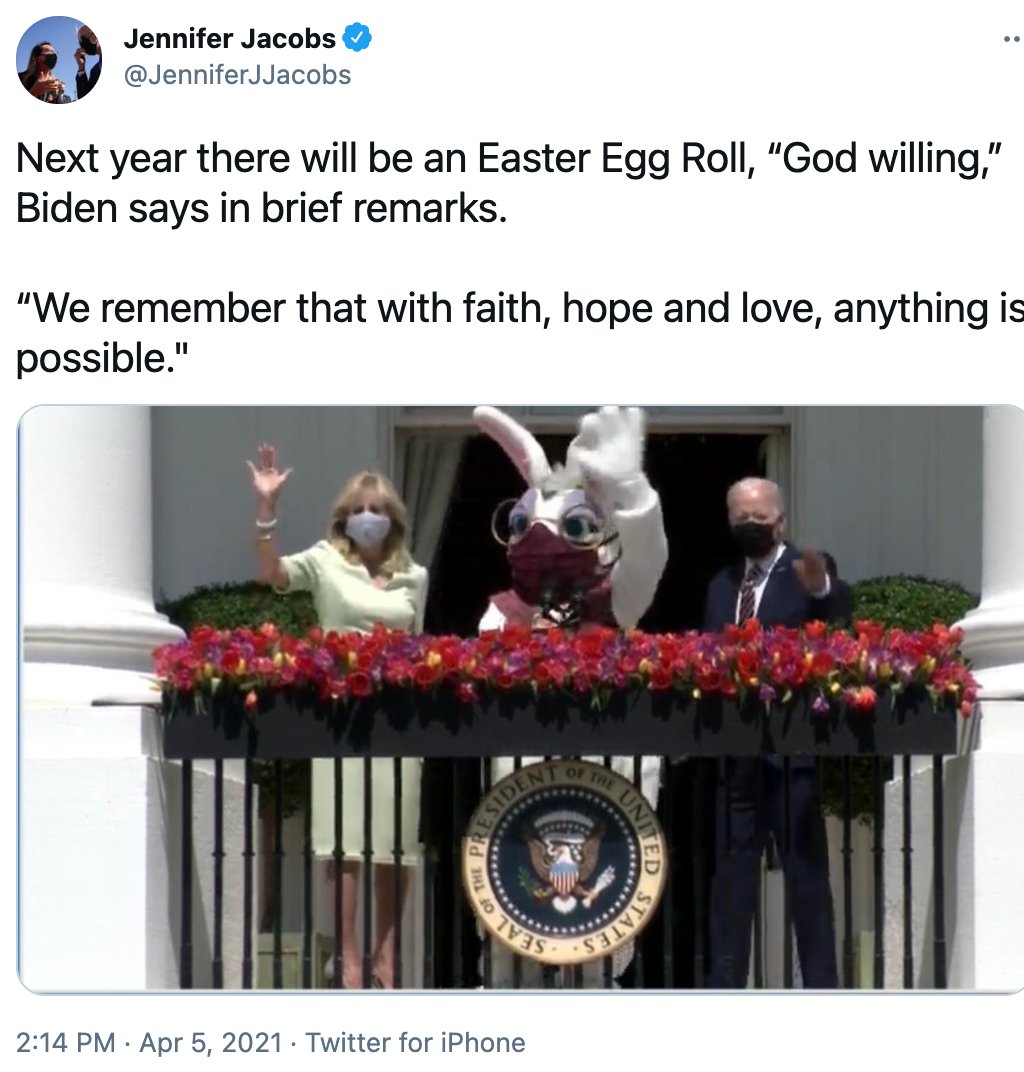 Jennifer Jacobs
@JenniferJJacobs
Next year there will be an Easter Egg Roll, “God willing,”
Biden says in brief remarks.
“We remember that with faith, hope and love, anything is
possible."
SEAL OF THE PRESIDENT OF THE UNITED STATES
2:14 PM · Apr 5, 2021 · Twitter for iPhone